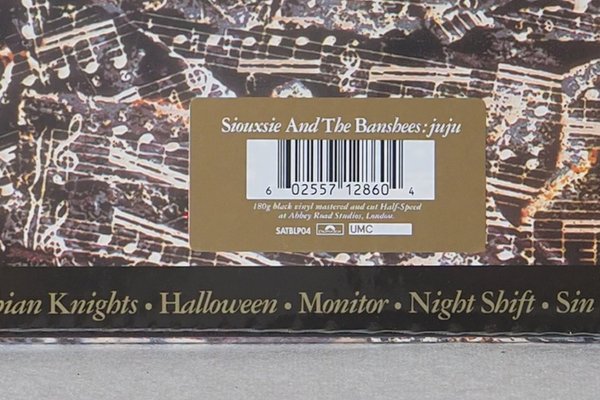 Siouxsie And The Banshees: juju
6 02557 12860 4
180g black vinyl mastered and cut Half-Speed
at Abbey Road Studios, London.
SATBLP04 UMC
bian Knights • Halloween • Monitor • Night Shift • Sin